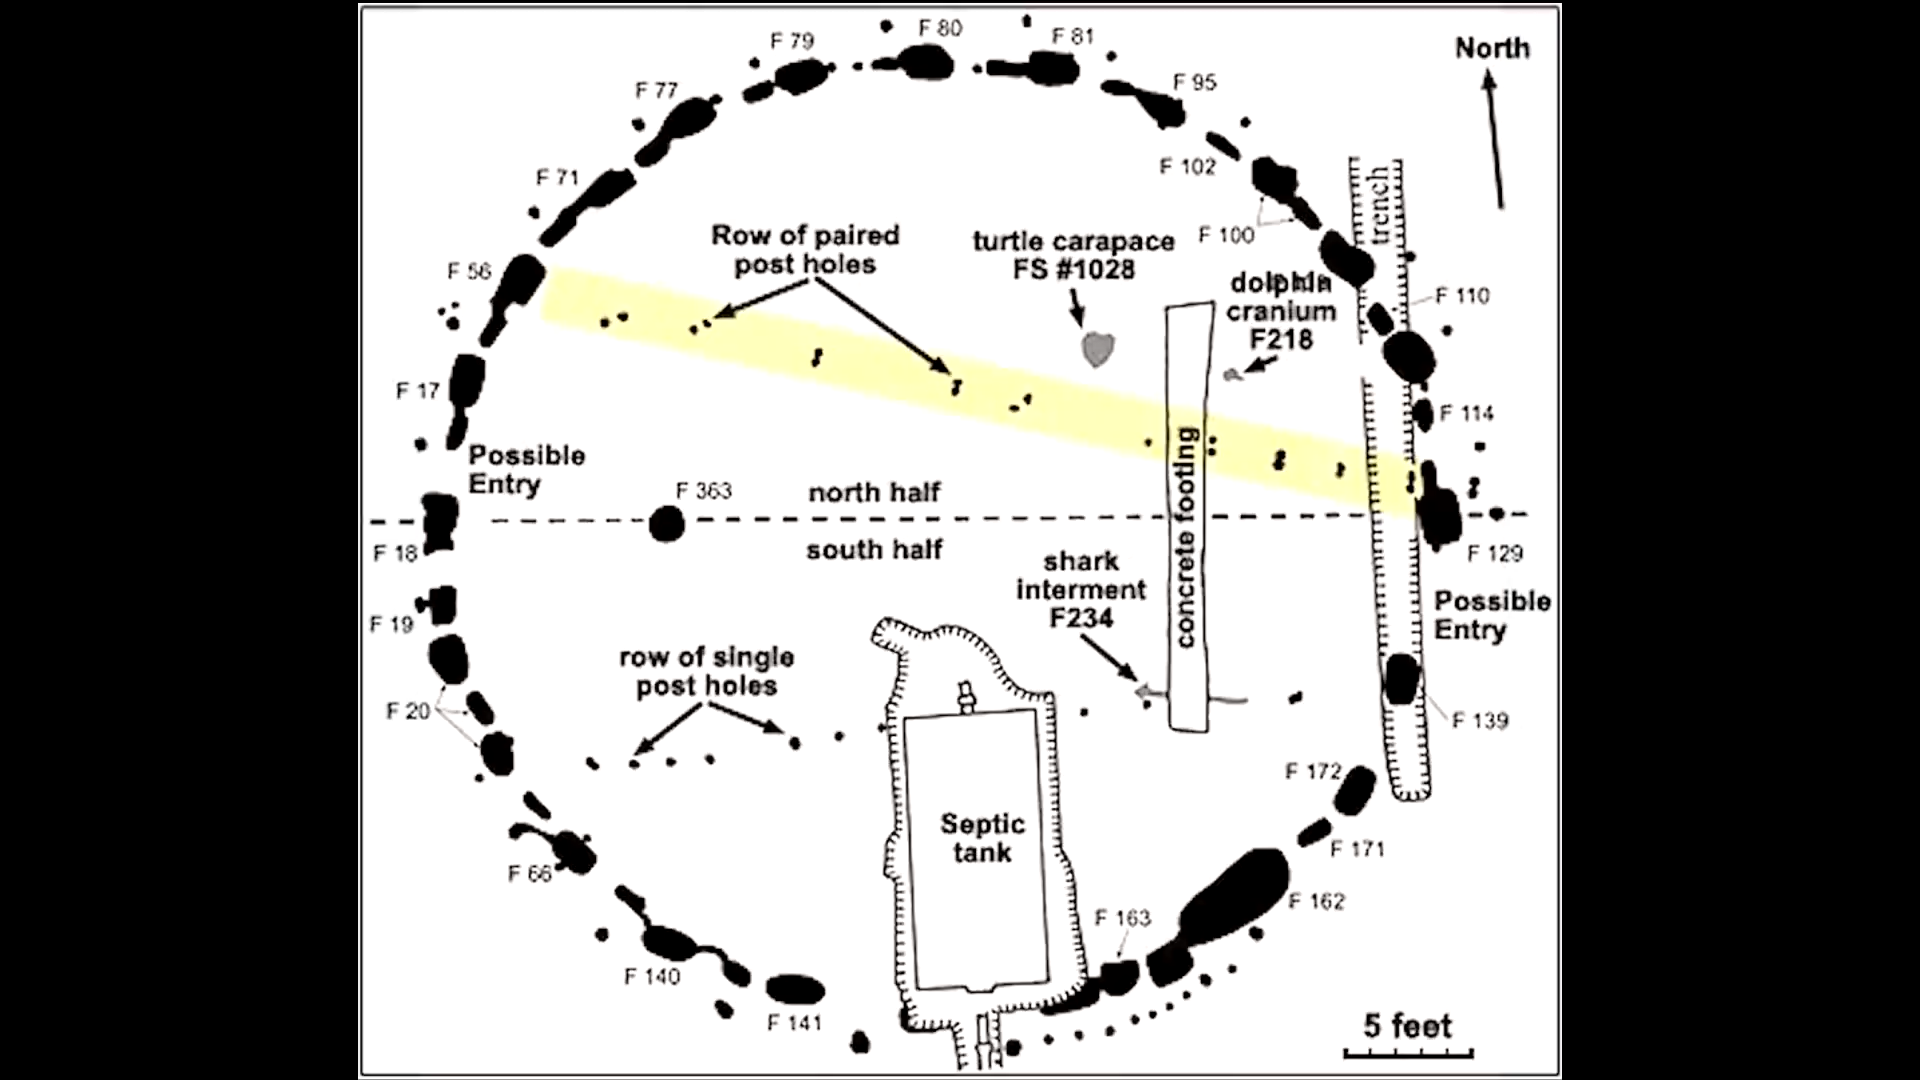 F 80
F 81
F 79
North
F 77
F 95
F 102
F 71
trench
F 100
Row of paired
post holes
turtle carapace
FS #1028
F 56
dolphin
cranium
F218
F 110
F 17
F 114
Possible
Entry
F 363
north half
south half
concrete footing
F 18
F 129
shark
interment
F234
Possible
Entry
F 19
row of single
post holes
F 20
F 139
F 172
Septic
tank
F 171
F 66
F 162
F 163
F 140
F 141
5 feet